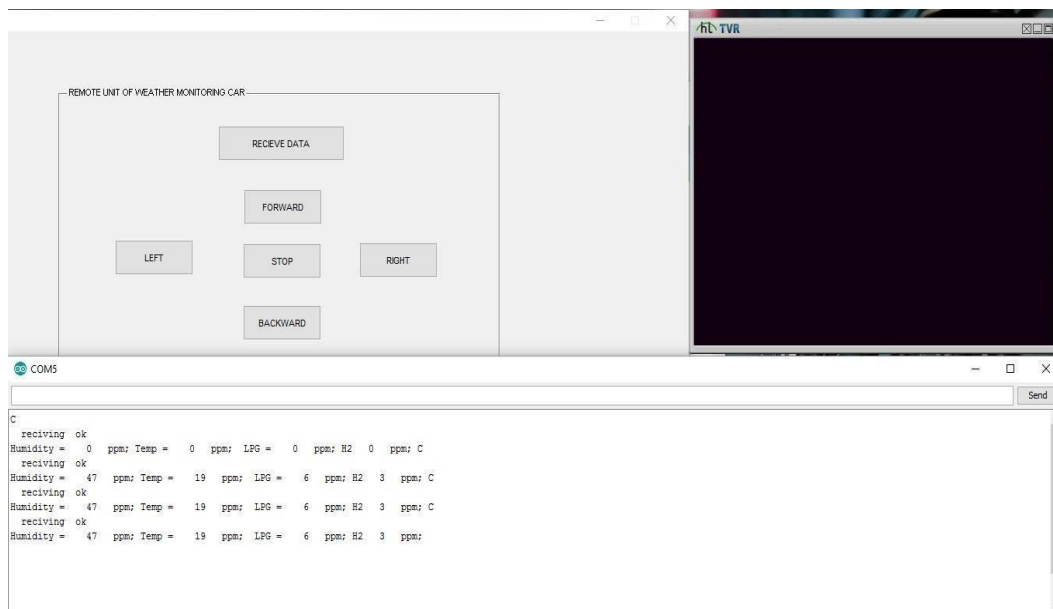 REMOTE UNIT OF WEATHER MONITORING CAR
RECIEVE DATA
FORWARD
LEFT
STOP
RIGHT
BACKWARD
TVR
COM5
Send
C
reciving ok
Humidity = 0 ppm; Temp = 0 ppm; LPG = 0 ppm; H2 0 ppm; C
reciving ok
Humidity = 47 ppm; Temp = 19 ppm; LPG = 6 ppm; H2 3 ppm; C
reciving ok
Humidity = 47 ppm; Temp = 19 ppm; LPG = 6 ppm; H2 3 ppm; C
reciving ok
Humidity = 47 ppm; Temp = 19 ppm; LPG = 6 ppm; H2 3 ppm;